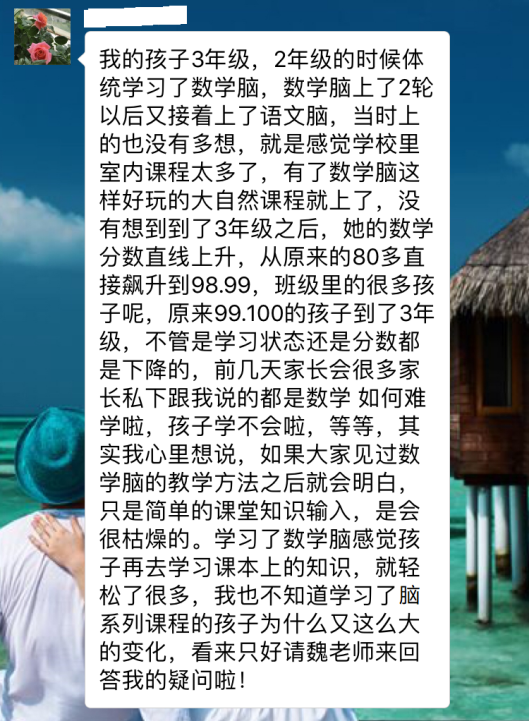 我的孩子3年级，2年级的时候体
统学习了数学脑，数学脑上了2轮
以后又接着上了语文脑，当时上
的也没有多想，就是感觉学校里
室内课程太多了，有了数学脑这
样好玩的大自然课程就上了，没
有想到到了3年级之后，她的数学
分数直线上升，从原来的80多直
接飙升到98.99，班级里的很多孩
子呢，原来99.100的孩子到了3年
级，不管是学习状态还是分数都
是下降的，前几天家长会很多家
长私下跟我说的都是数学 如何难
学啦，孩子学不会啦，等等，其
实我心里想说，如果大家见过数
学脑的教学方法之后就会明白，
只是简单的课堂知识输入，是会
很枯燥的。学习了数学脑感觉孩
子再去学习课本上的知识，就轻
松了很多，我也不知道学习了脑
系列课程的孩子为什么又这么大
的变化，看来只好请魏老师来回
答我的疑问啦！